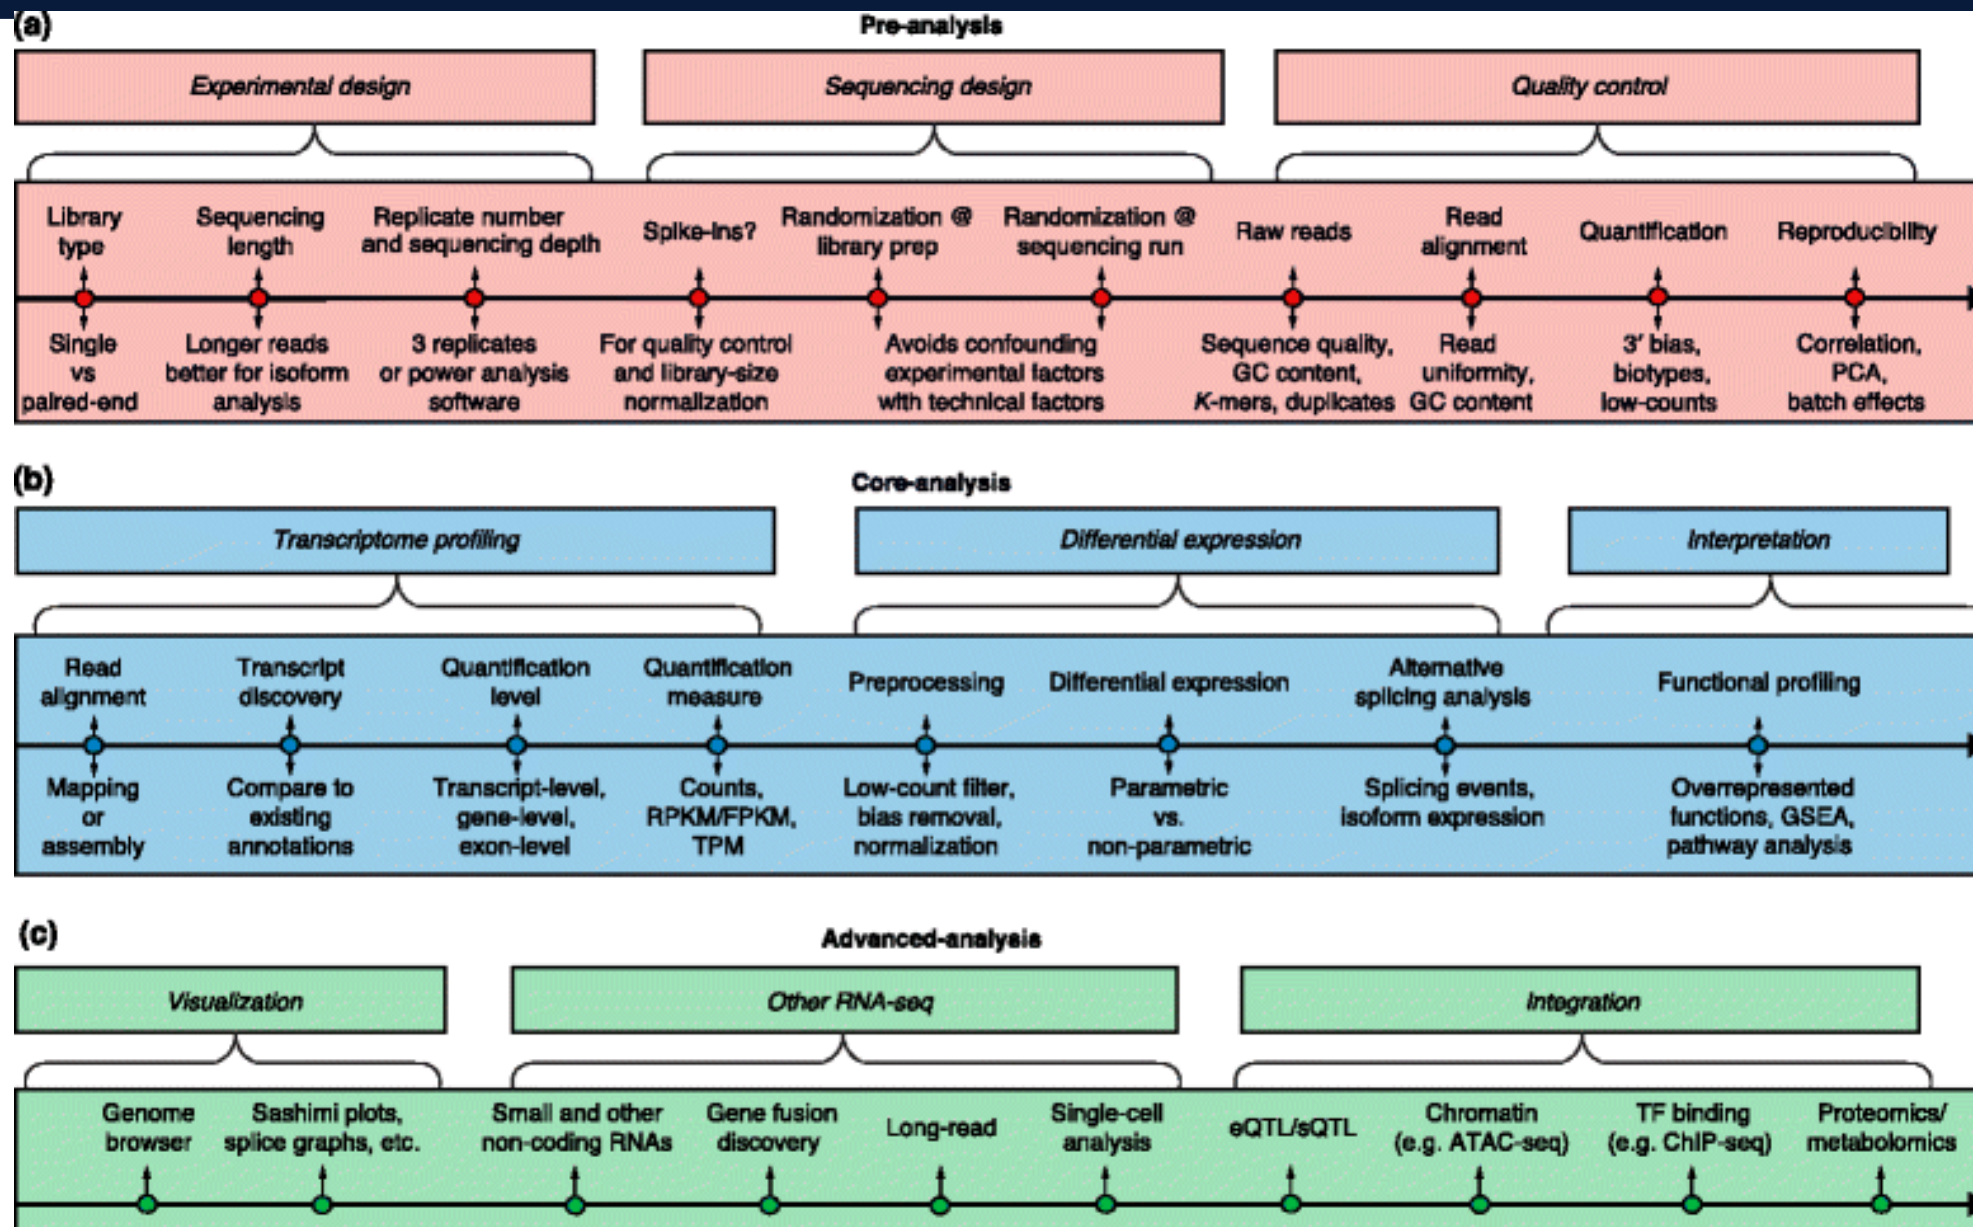 (a)
Pre-analysis
Experimental design
Sequencing design
Quality control
Library
type
Sequencing
length
Replicate number
and sequencing depth
Spike-ins?
Randomization @
library prep
Randomization @
sequencing run
Raw reads
Read
alignment
Quantification
Reproducibility
Single
vs
paired-end
Longer reads
better for isoform
analysis
3 replicates
or power analysis
software
For quality control
and library-size
normalization
Avoids confounding
experimental factors
with technical factors
Sequence quality,
GC content,
K-mers, duplicates
Read
uniformity,
GC content
3′ bias,
biotypes,
low-counts
Correlation,
PCA,
batch effects
(b)
Core-analysis
Transcriptome profiling
Differential expression
Interpretation
Read
alignment
Transcript
discovery
Quantification
level
Quantification
measure
Preprocessing
Differential expression
Alternative
splicing analysis
Functional profiling
Mapping
or
assembly
Compare to
existing
annotations
Transcript-level,
gene-level,
exon-level
Counts,
RPKM/FPKM,
TPM
Low-count filter,
bias removal,
normalization
Parametric
vs.
non-parametric
Splicing events,
isoform expression
Overrepresented
functions, GSEA,
pathway analysis
(c)
Advanced-analysis
Visualization
Other RNA-seq
Integration
Genome
browser
Sashimi plots,
splice graphs, etc.
Small and other
non-coding RNAs
Gene fusion
discovery
Long-read
Single-cell
analysis
eQTL/sQTL
Chromatin
(e.g. ATAC-seq)
TF binding
(e.g. ChIP-seq)
Proteomics/
metabolomics